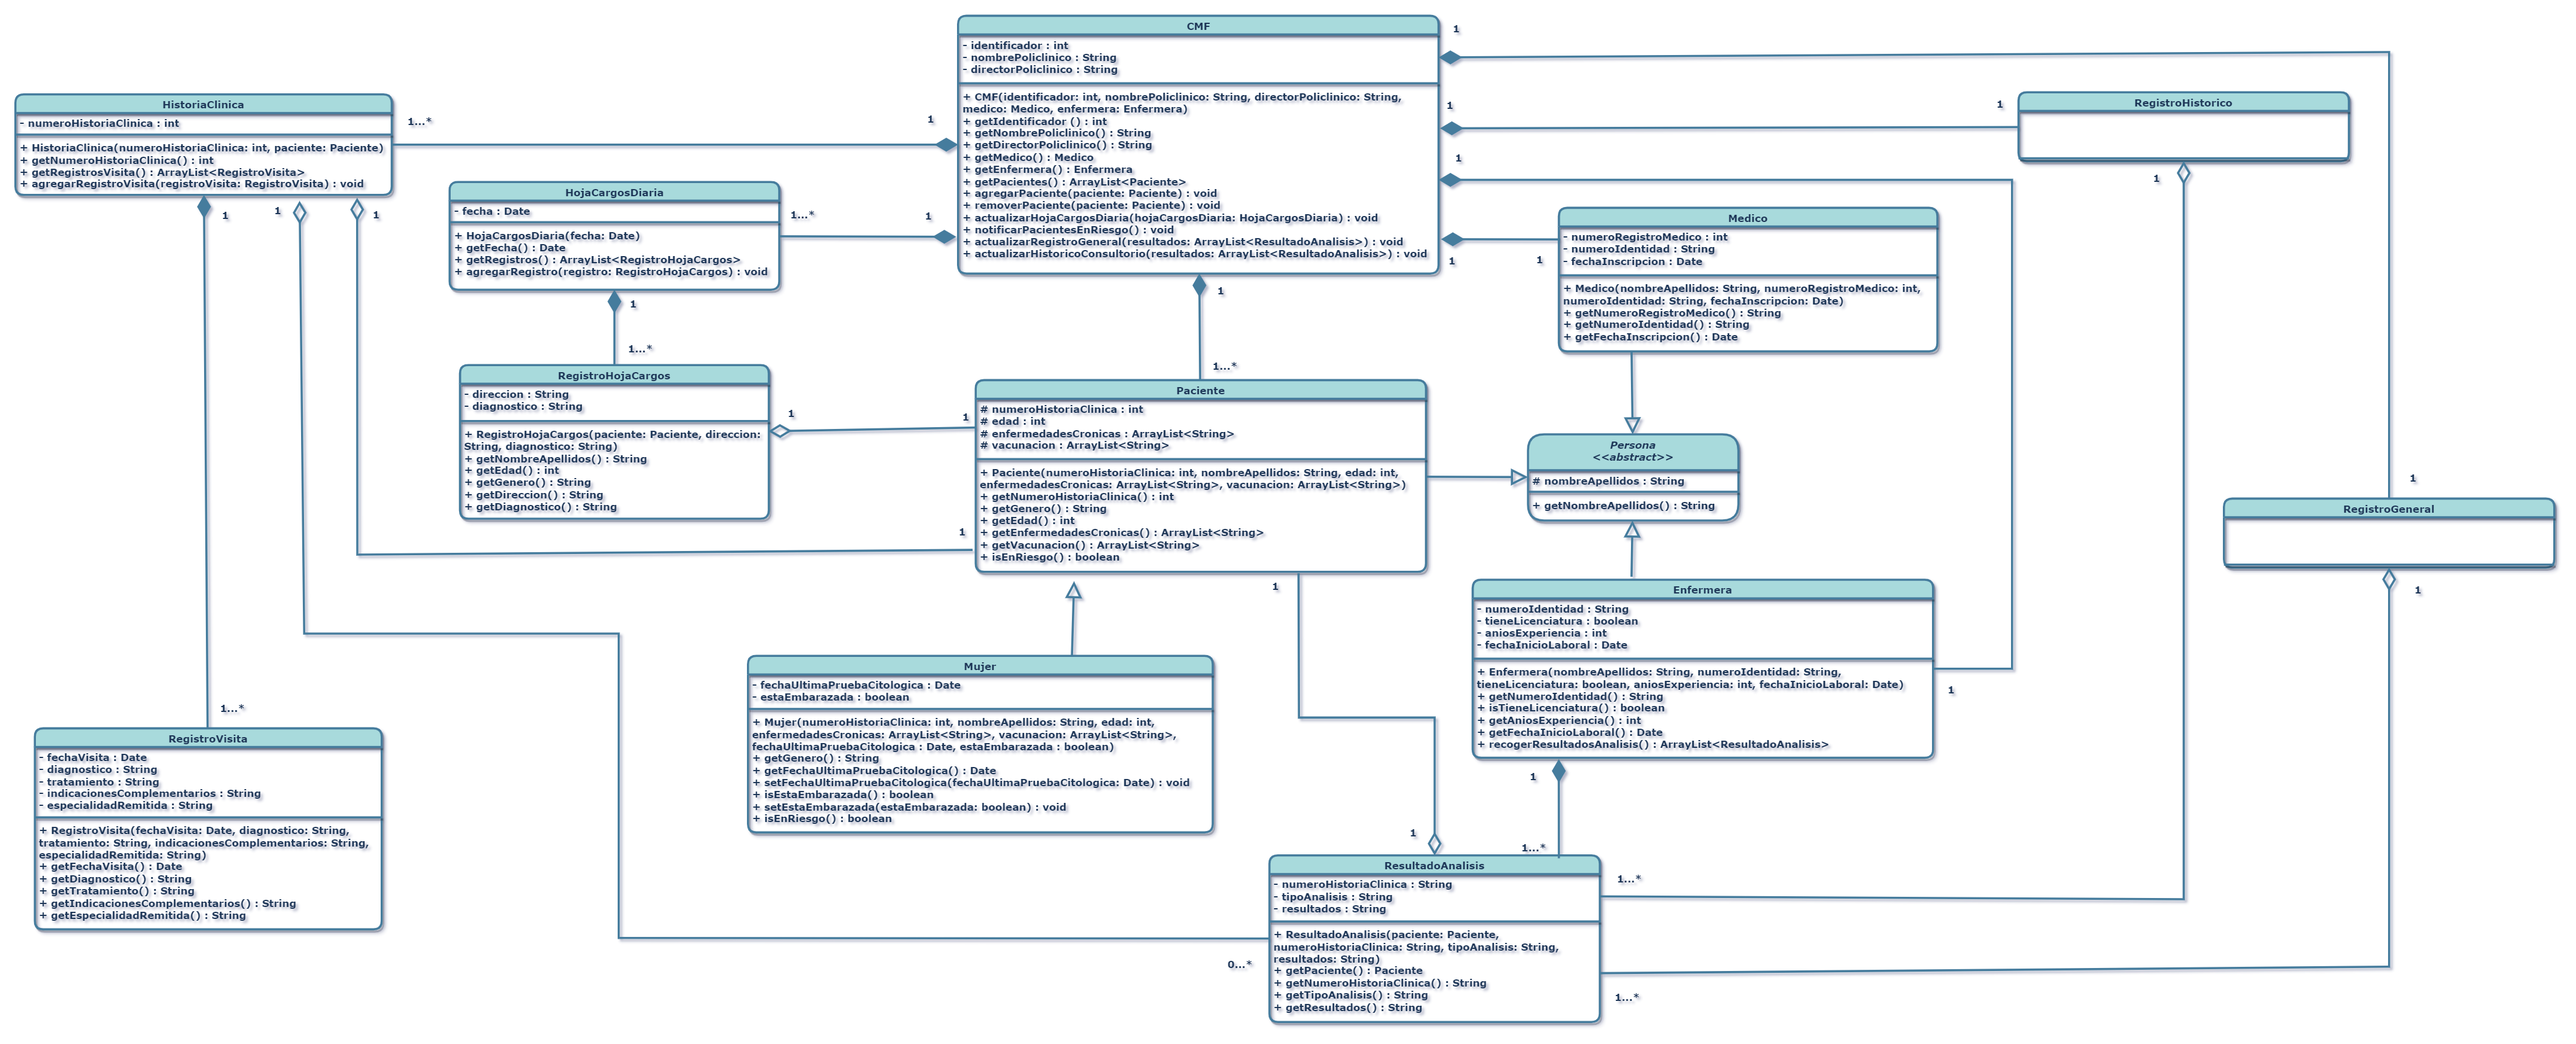 CMF
- identificador : int
- nombrePoliclinico : String
- directorPoliclinico : String
+ CMF(identificador: int, nombrePoliclinico: String, directorPoliclinico: String,
medico: Medico, enfermera: Enfermera)
+ getIdentificador () : int
+ getNombrePoliclinico() : String
+ getDirectorPoliclinico() : String
+ getMedico() : Medico
+ getEnfermera() : Enfermera
+ getPacientes() : ArrayList<Paciente>
+ agregarPaciente(paciente: Paciente) : void
+ removerPaciente(paciente: Paciente) : void
+ actualizarHojaCargosDiaria(hojaCargosDiaria: HojaCargosDiaria) : void
+ notificarPacientesEnRiesgo() : void
+ actualizarRegistroGeneral(resultados: ArrayList<ResultadoAnalisis>) : void
+ actualizarHistoricoConsultorio(resultados: ArrayList<ResultadoAnalisis>) : void
1
1
1
1
1
1
1
1
HistoriaClinica
- numeroHistoriaClinica : int
+ HistoriaClinica(numeroHistoriaClinica: int, paciente: Paciente)
+ getNumeroHistoriaClinica() : int
+ getRegistrosVisita() : ArrayList<RegistroVisita>
+ agregarRegistroVisita(registroVisita: RegistroVisita) : void
1...*
1
1
1
RegistroHistorico
1
HojaCargosDiaria
- fecha : Date
+ HojaCargosDiaria(fecha: Date)
+ getFecha() : Date
+ getRegistros() : ArrayList<RegistroHojaCargos>
+ agregarRegistro(registro: RegistroHojaCargos) : void
1...*
1
1...*
Medico
- numeroRegistroMedico : int
- numeroIdentidad : String
- fechaInscripcion : Date
+ Medico(nombreApellidos: String, numeroRegistroMedico: int,
numeroIdentidad: String, fechaInscripcion: Date)
+ getNumeroRegistroMedico() : String
+ getNumeroIdentidad() : String
+ getFechaInscripcion() : Date
1
RegistroHojaCargos
- direccion : String
- diagnostico : String
+ RegistroHojaCargos(paciente: Paciente, direccion:
String, diagnostico: String)
+ getNombreApellidos() : String
+ getEdad() : int
+ getGenero() : String
+ getDireccion() : String
+ getDiagnostico() : String
1
1
1...*
Paciente
# numeroHistoriaClinica : int
# edad : int
# enfermedadesCronicas : ArrayList<String>
# vacunacion : ArrayList<String>
+ Paciente(numeroHistoriaClinica: int, nombreApellidos: String, edad: int,
enfermedadesCronicas: ArrayList<String>, vacunacion: ArrayList<String>)
+ getNumeroHistoriaClinica() : int
+ getGenero() : String
+ getEdad() : int
+ getEnfermedadesCronicas() : ArrayList<String>
+ getVacunacion() : ArrayList<String>
+ isEnRiesgo() : boolean
1
1
Persona
<<abstract>>
# nombreApellidos : String
+ getNombreApellidos() : String
1
RegistroGeneral
1
Enfermera
- numeroIdentidad : String
- tieneLicenciatura : boolean
- aniosExperiencia : int
- fechaInicioLaboral : Date
+ Enfermera(nombreApellidos: String, numeroIdentidad: String,
tieneLicenciatura: boolean, aniosExperiencia: int, fechaInicioLaboral: Date)
+ getNumeroIdentidad() : String
+ isTieneLicenciatura() : boolean
+ getAniosExperiencia() : int
+ getFechaInicioLaboral() : Date
+ recogerResultadosAnalisis() : ArrayList<ResultadoAnalisis>
1
1
Mujer
- fechaUltimaPruebaCitologica : Date
- estaEmbarazada : boolean
+ Mujer(numeroHistoriaClinica: int, nombreApellidos: String, edad: int,
enfermedadesCronicas: ArrayList<String>, vacunacion: ArrayList<String>,
fechaUltimaPruebaCitologica : Date, estaEmbarazada : boolean)
+ getGenero() : String
+ getFechaUltimaPruebaCitologica() : Date
+ setFechaUltimaPruebaCitologica(fechaUltimaPruebaCitologica: Date) : void
+ isEstaEmbarazada() : boolean
+ setEstaEmbarazada(estaEmbarazada: boolean) : void
+ isEnRiesgo() : boolean
1...*
RegistroVisita
- fechaVisita : Date
- diagnostico : String
- tratamiento : String
- indicacionesComplementarios : String
- especialidadRemitida : String
+ RegistroVisita(fechaVisita: Date, diagnostico: String,
tratamiento: String, indicacionesComplementarios: String,
especialidadRemitida: String)
+ getFechaVisita() : Date
+ getDiagnostico() : String
+ getTratamiento() : String
+ getIndicacionesComplementarios() : String
+ getEspecialidadRemitida() : String
1
1...*
1...*
ResultadoAnalisis
- numeroHistoriaClinica : String
- tipoAnalisis : String
- resultados : String
+ ResultadoAnalisis(paciente: Paciente,
numeroHistoriaClinica: String, tipoAnalisis: String,
resultados: String)
+ getPaciente() : Paciente
+ getNumeroHistoriaClinica() : String
+ getTipoAnalisis() : String
+ getResultados() : String
0...*
1...*